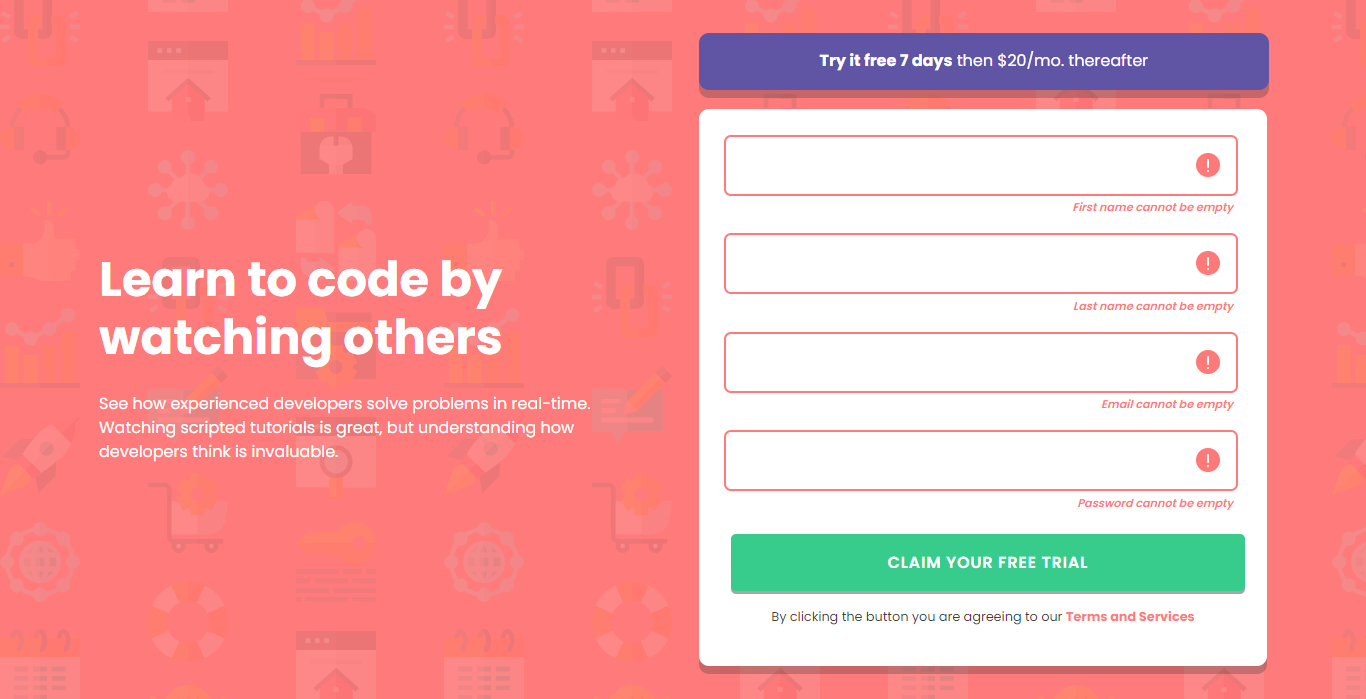 Learn to code by
watching others
See how experienced developers solve problems in real-time.
Watching scripted tutorials is great, but understanding how
developers think is invaluable.
Try it free 7 days then $20/mo. thereafter
First name cannot be empty
Last name cannot be empty
Email cannot be empty
Password cannot be empty
CLAIM YOUR FREE TRIAL
By clicking the button you are agreeing to our Terms and Services